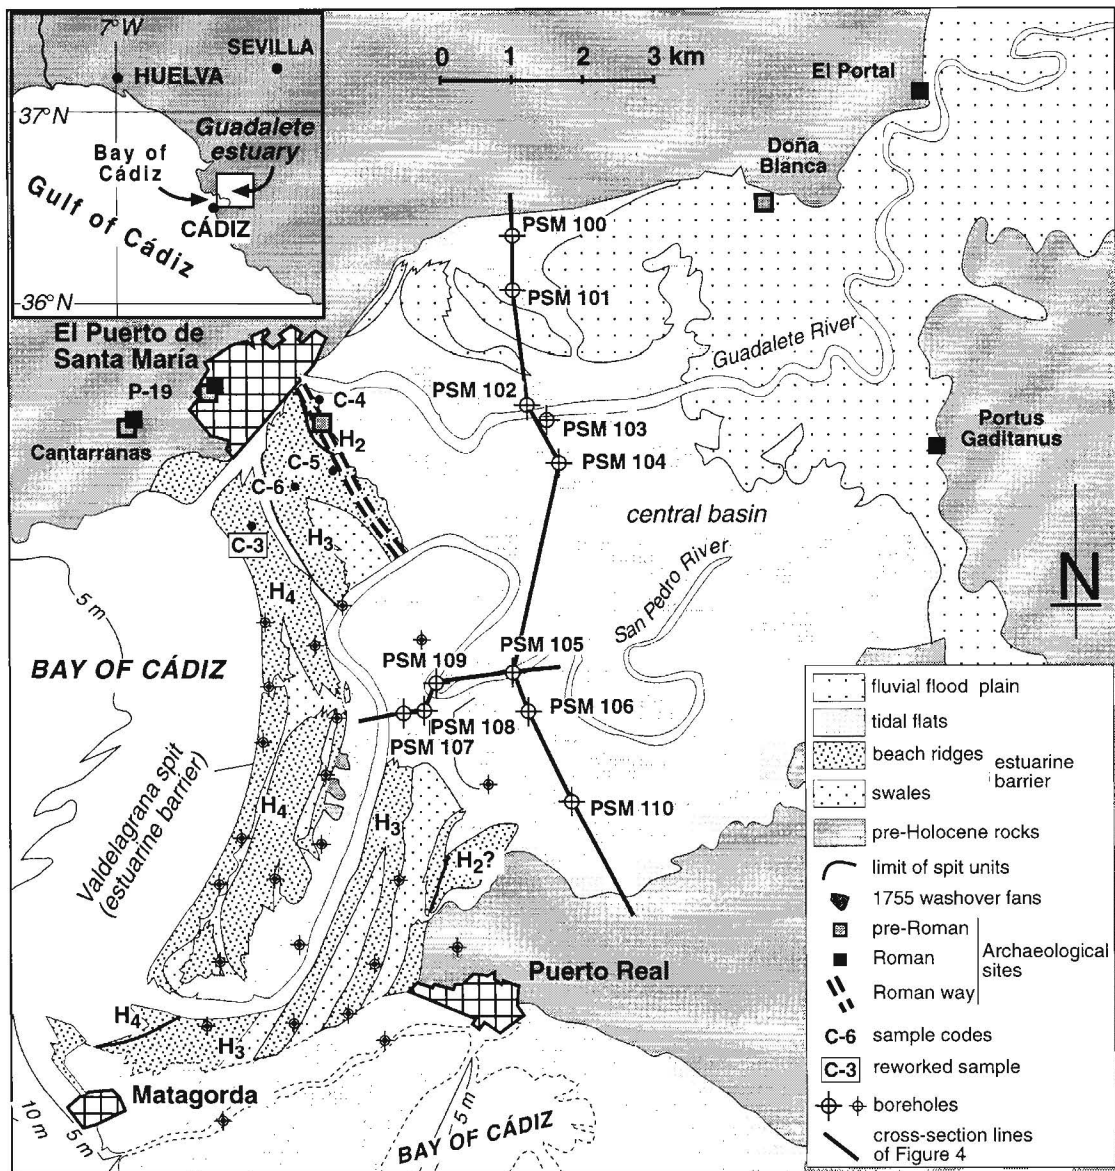 7°W
SEVILLA
HUELVA
37°N
Guadalete
estuary
Bay of
Cádiz
CÁDIZ
Gulf of Cádiz
36°N
0 1 2 3 km
El Portal
Doña
Blanca
PSM 100
PSM 101
El Puerto de
Santa María
P-19
Cantarranas
C-4
H2
C-5
C-6
C-3
H3
H4
PSM 102
PSM 103
PSM 104
Guadalete River
Portus
Gaditanus
central basin
San Pedro River
N
5 m
BAY OF CÁDIZ
PSM 105
PSM 109
PSM 106
PSM 108
PSM 107
PSM 110
Valdelagrana spit
(estuarine barrier)
H4
H3
H2?
Puerto Real
H4
H3
Matagorda
10 m
5 m
5 m
BAY OF CÁDIZ
fluvial flood plain
tidal flats
beach ridges
estuarine
barrier
swales
pre-Holocene rocks
limit of spit units
1755 washover fans
pre-Roman
Roman
Archaeological
sites
Roman way
C-6 sample codes
C-3 reworked sample
boreholes
cross-section lines
of Figure 4